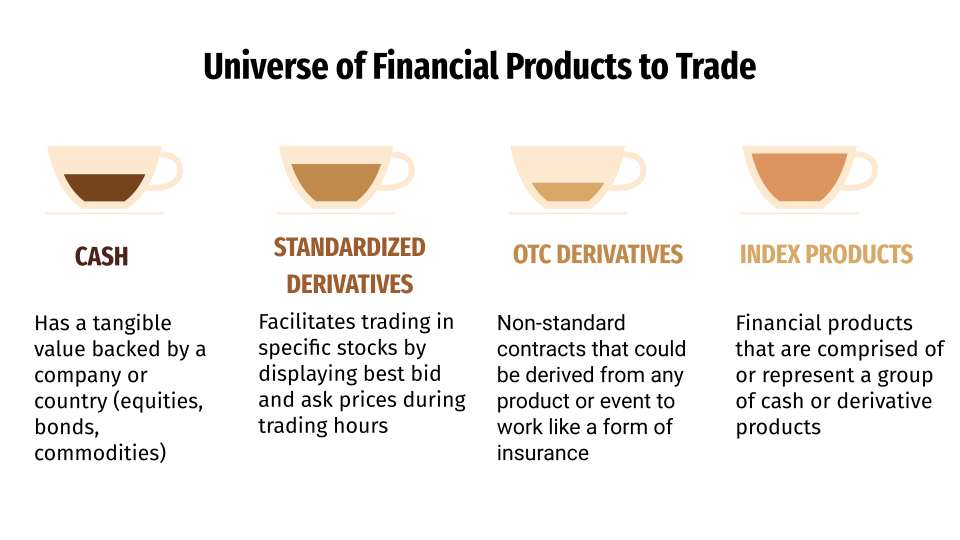 Universe of Financial Products to Trade
CASH
Has a tangible
value backed by a
company or
country (equities,
bonds,
commodities)
STANDARDIZED
DERIVATIVES
Facilitates trading in
specific stocks by
displaying best bid
and ask prices during
trading hours
OTC DERIVATIVES
Non-standard
contracts that could
be derived from any
product or event to
work like a form of
insurance
INDEX PRODUCTS
Financial products
that are comprised of
or represent a group
of cash or derivative
products